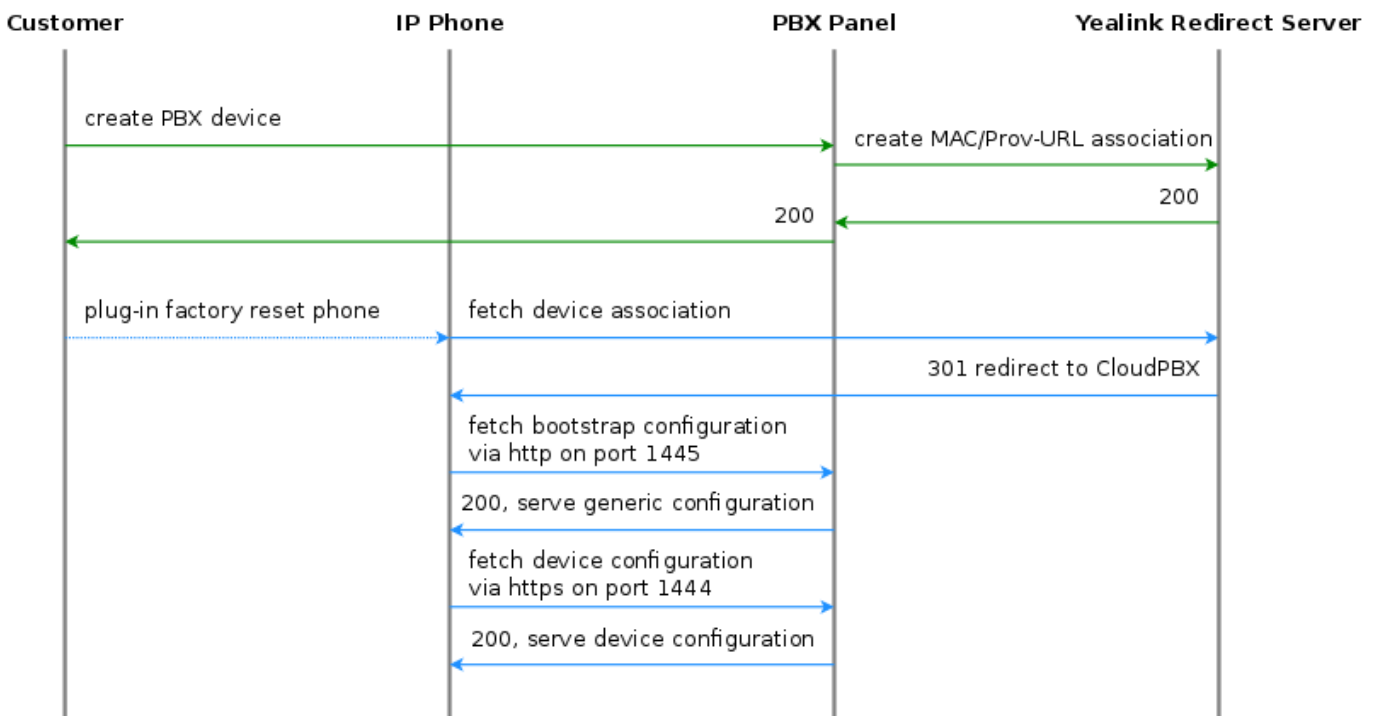 Customer IP Phone PBX Panel Yealink Redirect Server
create PBX device
create MAC/Prov-URL association
200
200
plug-in factory reset phone fetch device association
301 redirect to CloudPBX
fetch bootstrap configuration
via http on port 1445
200, serve generic configuration
fetch device configuration
via https on port 1444
200, serve device configuration